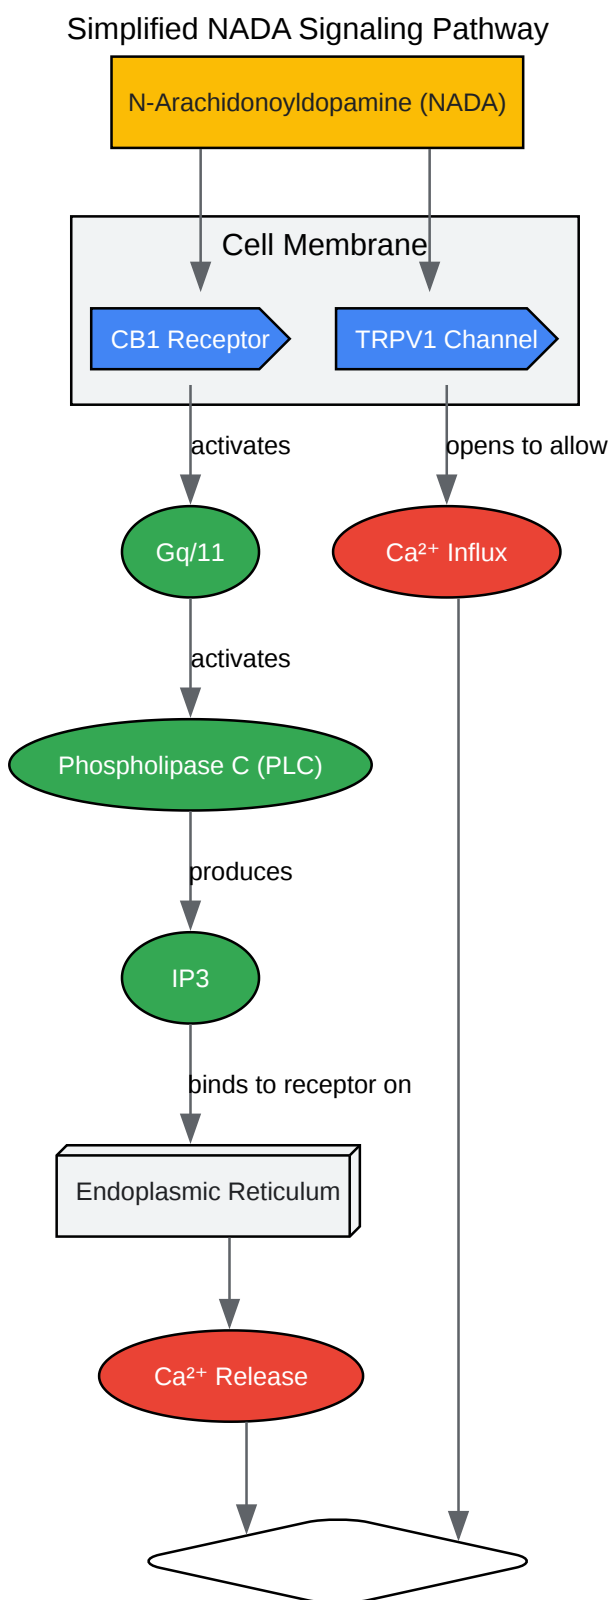 Simplified NADA Signaling Pathway
N-Arachidonoyldopamine (NADA)
Cell Membrane
CB1 Receptor
TRPV1 Channel
activates
opens to allow
Gq/11
Ca²⁺ Influx
activates
Phospholipase C (PLC)
produces
IP3
binds to receptor on
Endoplasmic Reticulum
Ca²⁺ Release